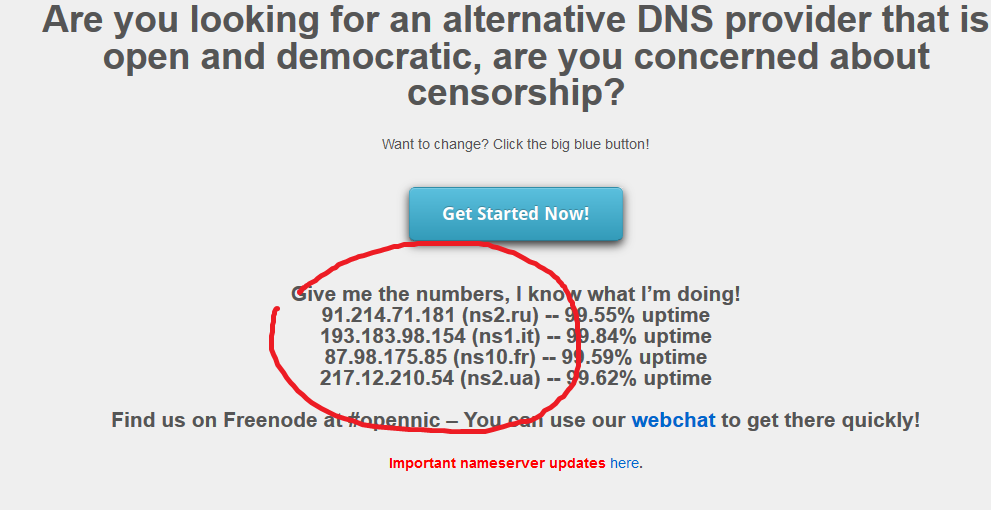 Are you looking for an alternative DNS provider that is
open and democratic, are you concerned about
censorship?
Want to change? Click the big blue button!
Get Started Now!
Give me the numbers, I know what I’m doing!
91.214.71.181 (ns2.ru) -- 99.55% uptime
193.183.98.154 (ns1.it) -- 99.84% uptime
87.98.175.85 (ns10.fr) -- 99.59% uptime
217.12.210.54 (ns2.ua) -- 99.62% uptime
Find us on Freenode at #opennic – You can use our webchat to get there quickly!
Important nameserver updates here.